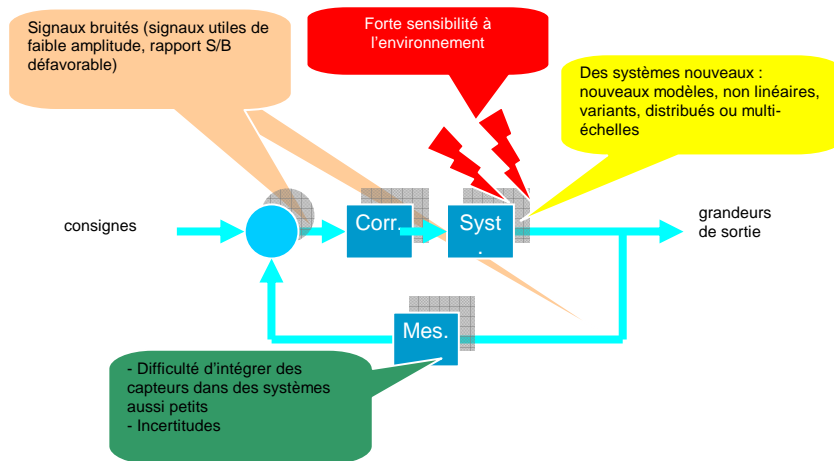 Signaux bruités (signaux utiles de
faible amplitude, rapport S/B
défavorable)
Forte sensibilité à
l'environnement
Des systèmes nouveaux :
nouveaux modèles, non linéaires,
variants, distribués ou multi-
échelles
consignes
Corr.
Syst
.
grandeurs
de sortie
Mes.
- Difficulté d'intégrer des
capteurs dans des systèmes
aussi petits
- Incertitudes